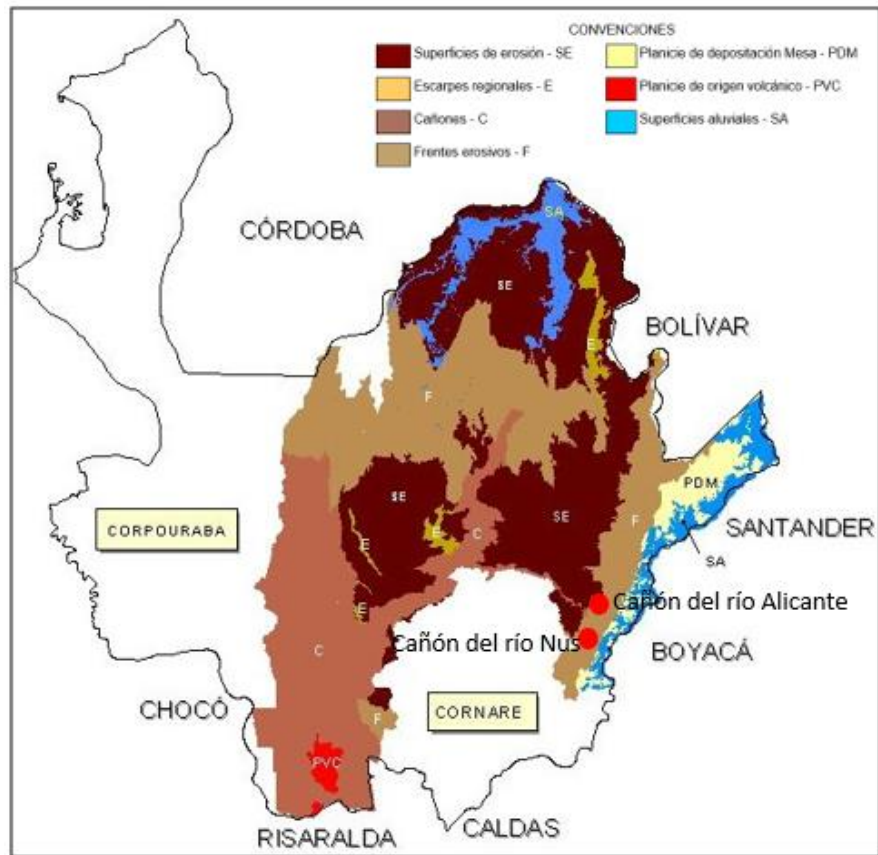 CONVENCIONES
Superficies de erosión - SE
Escarpes regionales - E
Cañones - C
Frentes erosivos - F
Planicie de depositación Mesa - PDM
Planicie de origen volcánico - PVC
Superficies aluviales - SA
CÓRDOBA
SA
SE
BOLÍVAR
E
F
PDM
SE
CORPOURABA
E
C
SE
F
SANTANDER
SA
E
E
Cañón del río Alicante
Cañón del río Nus
BOYACÁ
C
CHOCÓ
CORNARE
F
PVC
RISARALDA
CALDAS